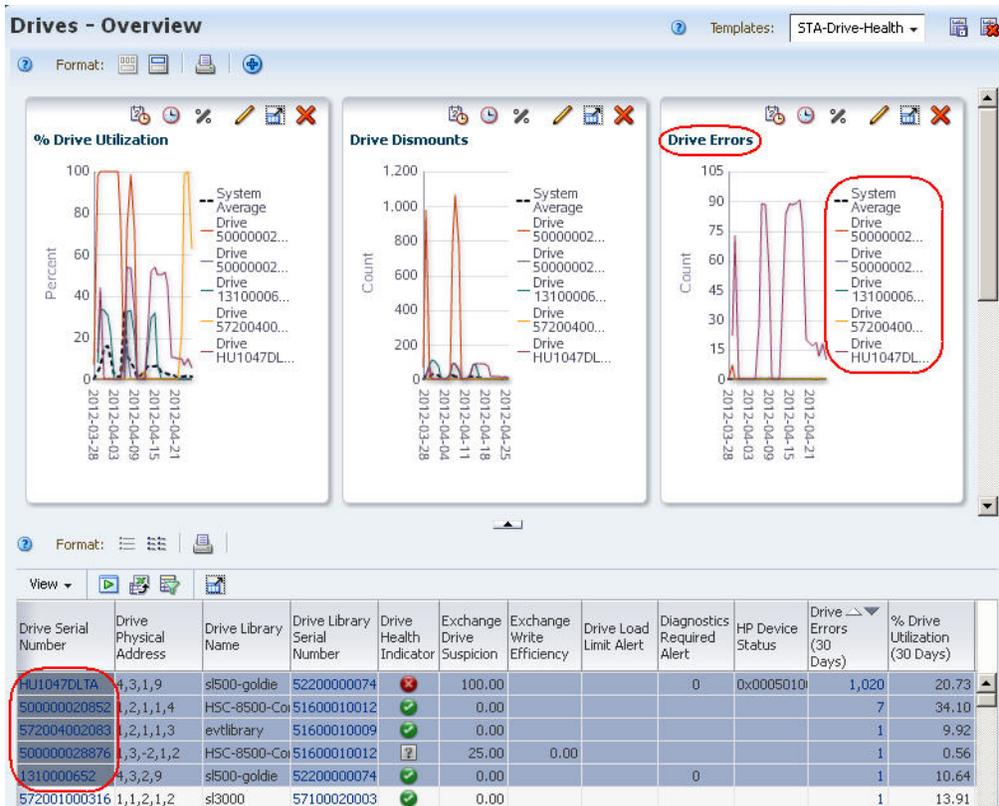 Drives - Overview
Templates: STA-Drive-Health
Format:
% Drive Utilization
Percent
100
80
60
40
20
0
2012-03-28
2012-04-03
2012-04-09
2012-04-15
2012-04-21
System
Average
Drive
50000002...
Drive
50000002...
Drive
13100006...
Drive
57200400...
Drive
HU1047DL...
Drive Dismounts
Count
1,200
1,000
800
600
400
200
0
2012-03-28
2012-04-04
2012-04-11
2012-04-18
2012-04-25
System
Average
Drive
50000002...
Drive
50000002...
Drive
13100006...
Drive
57200400...
Drive
HU1047DL...
Drive Errors
Count
105
90
75
60
45
30
15
0
2012-03-28
2012-04-03
2012-04-09
2012-04-15
2012-04-21
System
Average
Drive
50000002...
Drive
50000002...
Drive
13100006...
Drive
57200400...
Drive
HU1047DL...
Format:
View
Drive Serial Number
Drive Physical Address
Drive Library Name
Drive Library Serial Number
Drive Health Indicator
Exchange Drive Suspicion
Exchange Write Efficiency
Drive Load Limit Alert
Diagnostics Required Alert
HP Device Status
Drive Errors (30 Days)
% Drive Utilization (30 Days)
HU1047DLTA 4,3,1,9 sl500-goldie 52200000074 100.00 0 0x0005010 1,020 20.73
500000020852 1,2,1,1,4 HSC-8500-Co 51600010012 0.00 7 34.10
572004002083 1,2,1,1,3 evtlibrary 51600010009 0.00 1 9.92
500000028876 1,3,-2,1,2 HSC-8500-Co 51600010012 ? 25.00 0.00 1 0.56
1310000652 4,3,2,9 sl500-goldie 52200000074 0.00 0 1 10.64
572001000316 1,1,2,1,2 sl3000 57100020003 0.00 1 13.91